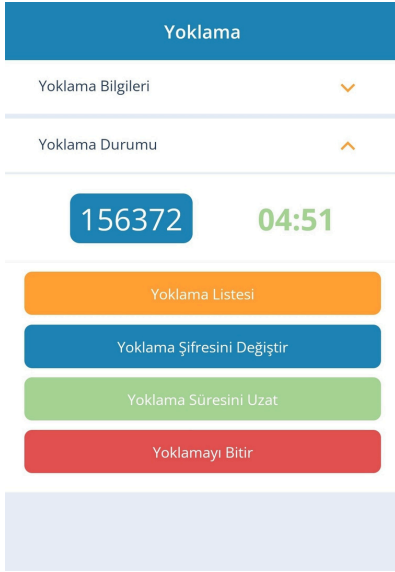 Yoklama
Yoklama Bilgileri
Yoklama Durumu
156372 04:51
Yoklama Listesi
Yoklama Şifresini Değiştir
Yoklama Süresini Uzat
Yoklamayı Bitir